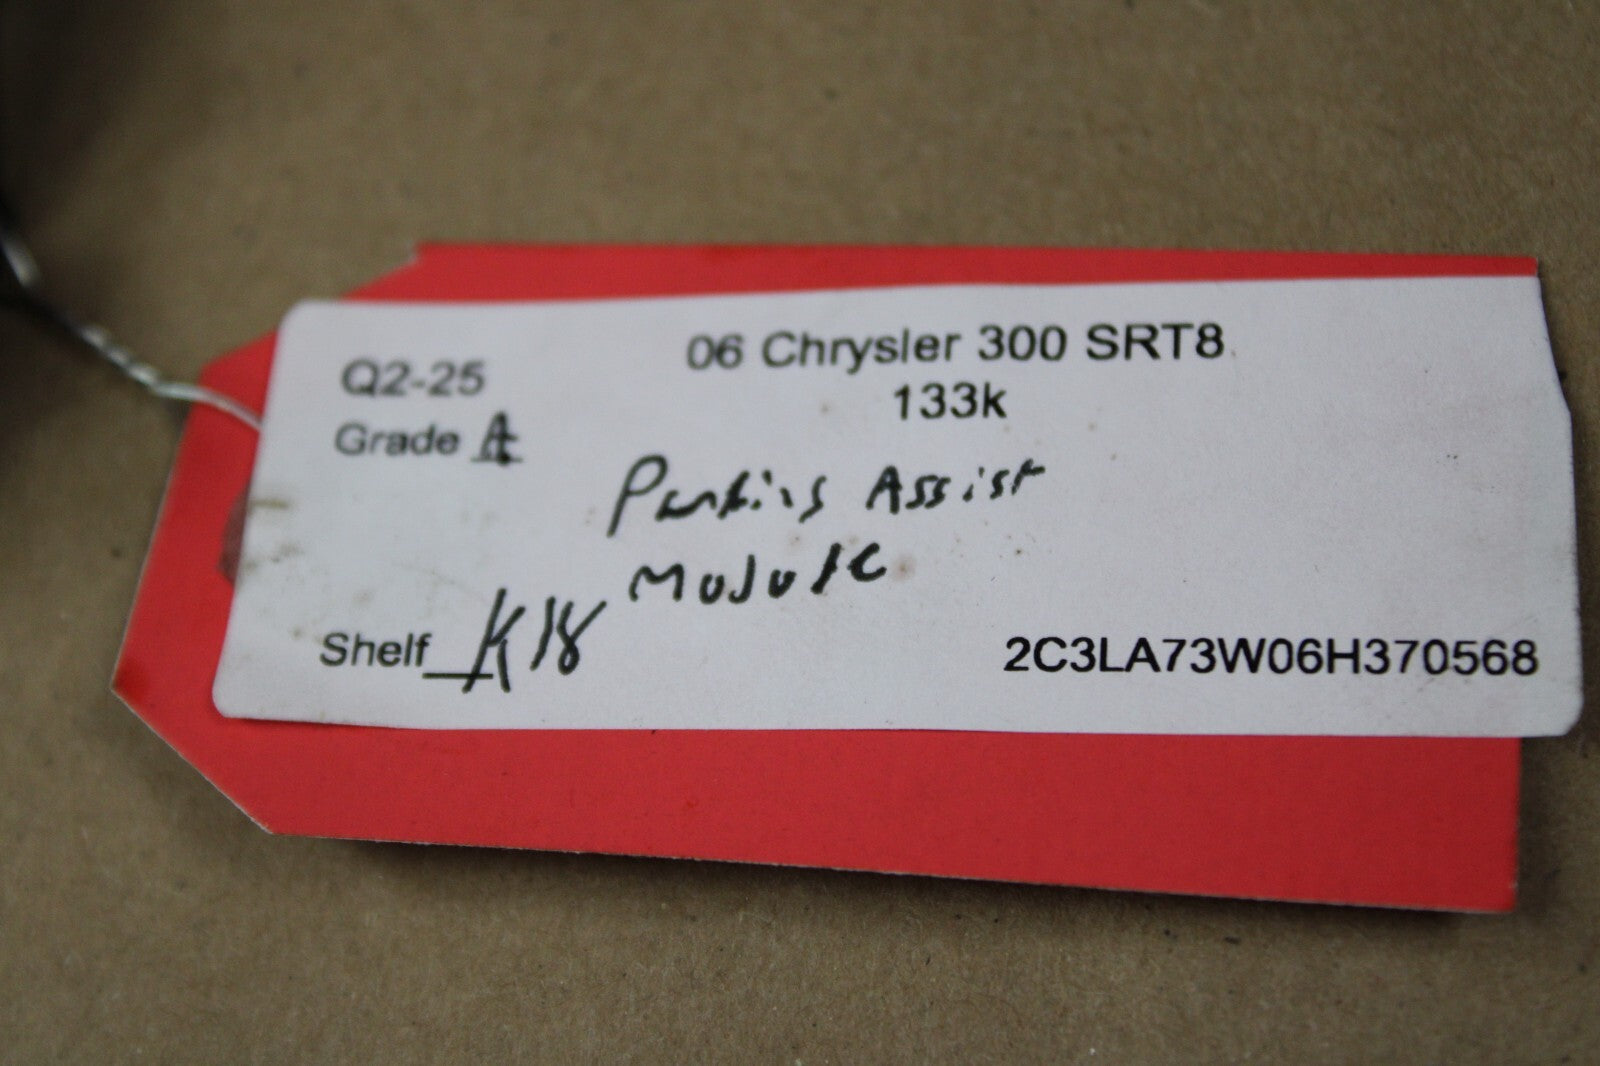 06 Chrysler 300 SRT8
133k
Q2-25
Grade A
Parking Assist
Module
Shelf K18
2C3LA73W06H370568